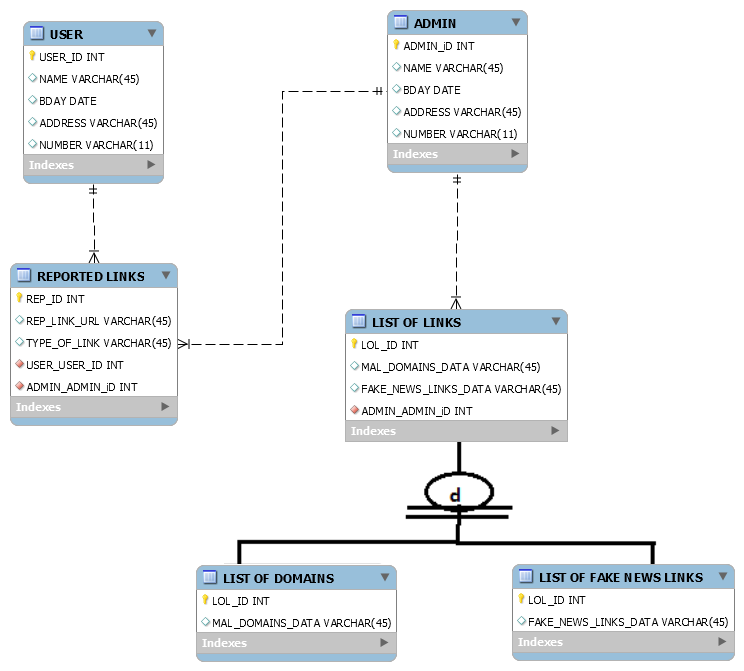 USER
USER_ID INT
NAME VARCHAR(45)
BDAY DATE
ADDRESS VARCHAR(45)
NUMBER VARCHAR(11)
Indexes
ADMIN
ADMIN_iD INT
NAME VARCHAR(45)
BDAY DATE
ADDRESS VARCHAR(45)
NUMBER VARCHAR(11)
Indexes
REPORTED LINKS
REP_ID INT
REP_LINK_URL VARCHAR(45)
TYPE_OF_LINK VARCHAR(45)
USER_USER_ID INT
ADMIN_ADMIN_iD INT
Indexes
LIST OF LINKS
LOL_ID INT
MAL_DOMAINS_DATA VARCHAR(45)
FAKE_NEWS_LINKS_DATA VARCHAR(45)
ADMIN_ADMIN_iD INT
Indexes
d
LIST OF DOMAINS
LOL_ID INT
MAL_DOMAINS_DATA VARCHAR(45)
Indexes
LIST OF FAKE NEWS LINKS
LOL_ID INT
FAKE_NEWS_LINKS_DATA VARCHAR(45)
Indexes